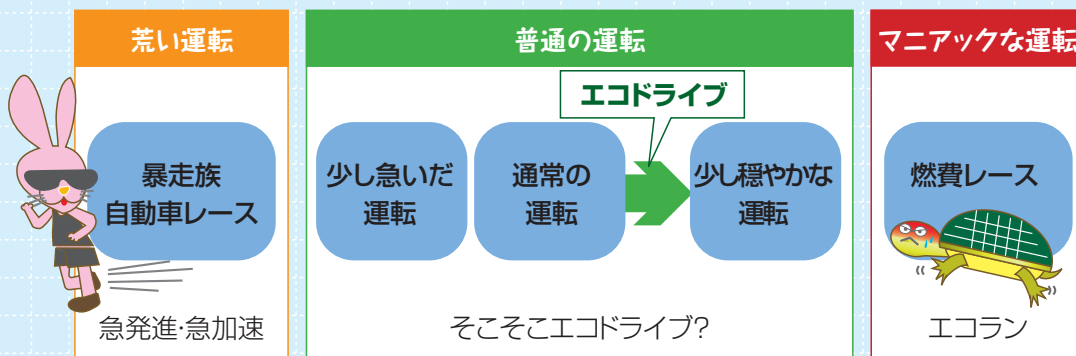 荒い運転
普通の運転
マニアックな運転
エコドライブ
暴走族
自動車レース
少し急いだ
運転
通常の
運転
少し穏やかな
運転
燃費レース
急発進・急加速
そこそこエコドライブ?
エコラン